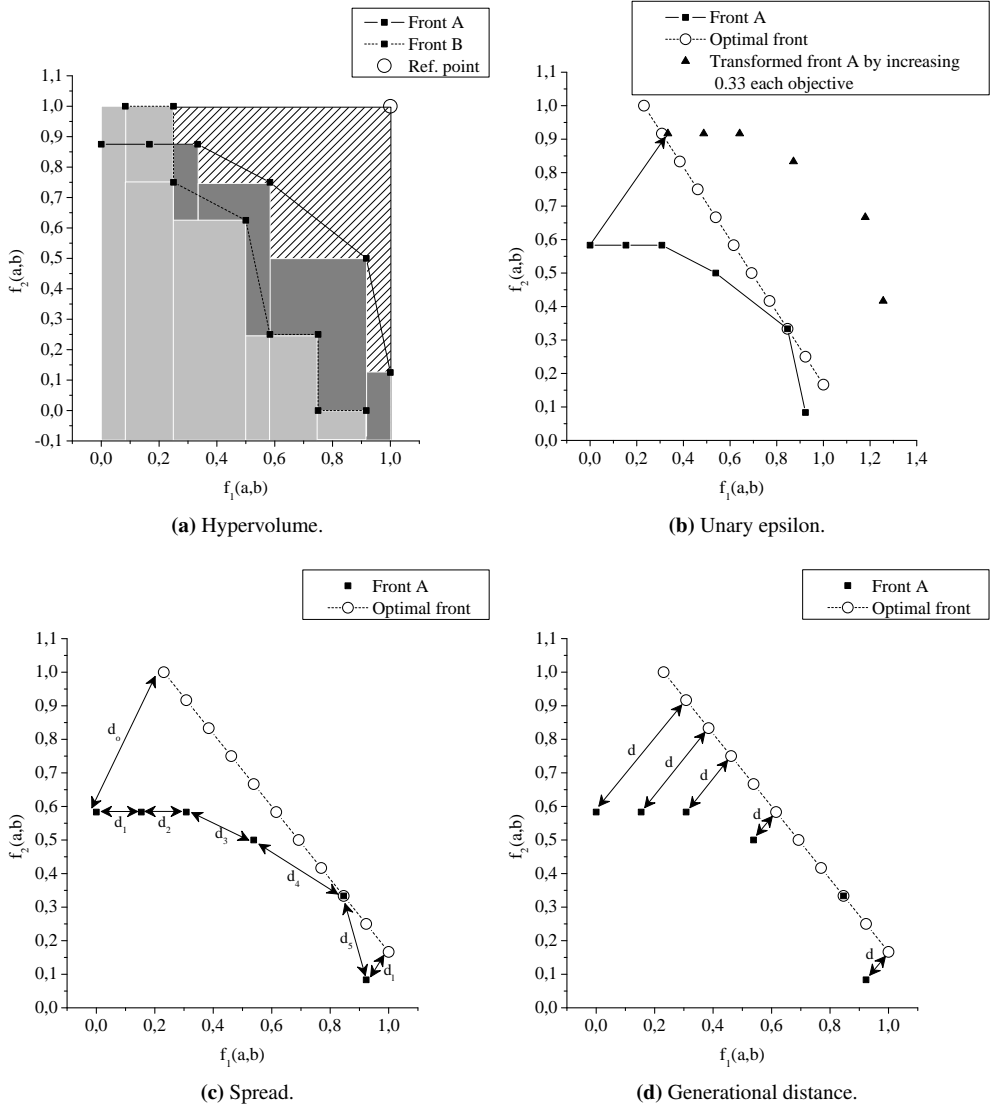 Front A
Front B
Ref. point
1,1
1,0
0,9
0,8
0,7
0,6
0,5
0,4
0,3
0,2
0,1
0,0
-0,1
f2(a,b)
0,0 0,2 0,4 0,6 0,8 1,0
f1(a,b)
(a) Hypervolume.
Front A
Optimal front
Transformed front A by increasing
0.33 each objective
1,1
1,0
0,9
0,8
0,7
0,6
0,5
0,4
0,3
0,2
0,1
0,0
f2(a,b)
0,0 0,2 0,4 0,6 0,8 1,0 1,2 1,4
f1(a,b)
(b) Unary epsilon.
Front A
Optimal front
1,1
1,0
0,9
0,8
0,7
0,6
0,5
0,4
0,3
0,2
0,1
0,0
f2(a,b)
do
d1
d2
d3
d4
d5
dl
0,0 0,2 0,4 0,6 0,8 1,0
f1(a,b)
(c) Spread.
Front A
Optimal front
1,1
1,0
0,9
0,8
0,7
0,6
0,5
0,4
0,3
0,2
0,1
0,0
f2(a,b)
d
d
d
d
d
0,0 0,2 0,4 0,6 0,8 1,0
f1(a,b)
(d) Generational distance.